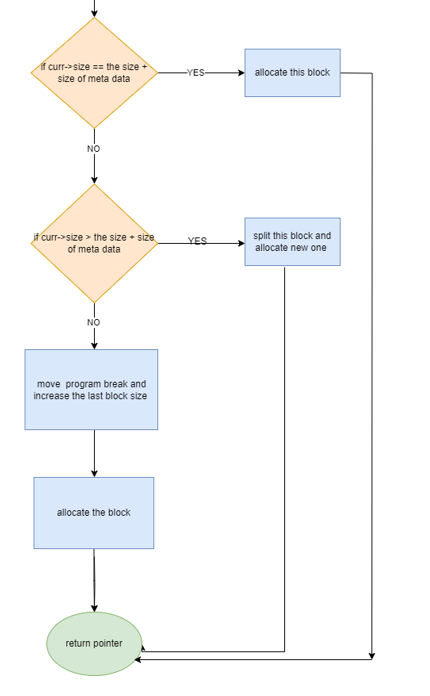 if curr->size == the size +
size of meta data
YES
allocate this block
NO
if curr->size > the size + size
of meta data
YES
split this block and
allocate new one
NO
move program break and
increase the last block size
allocate the block
return pointer